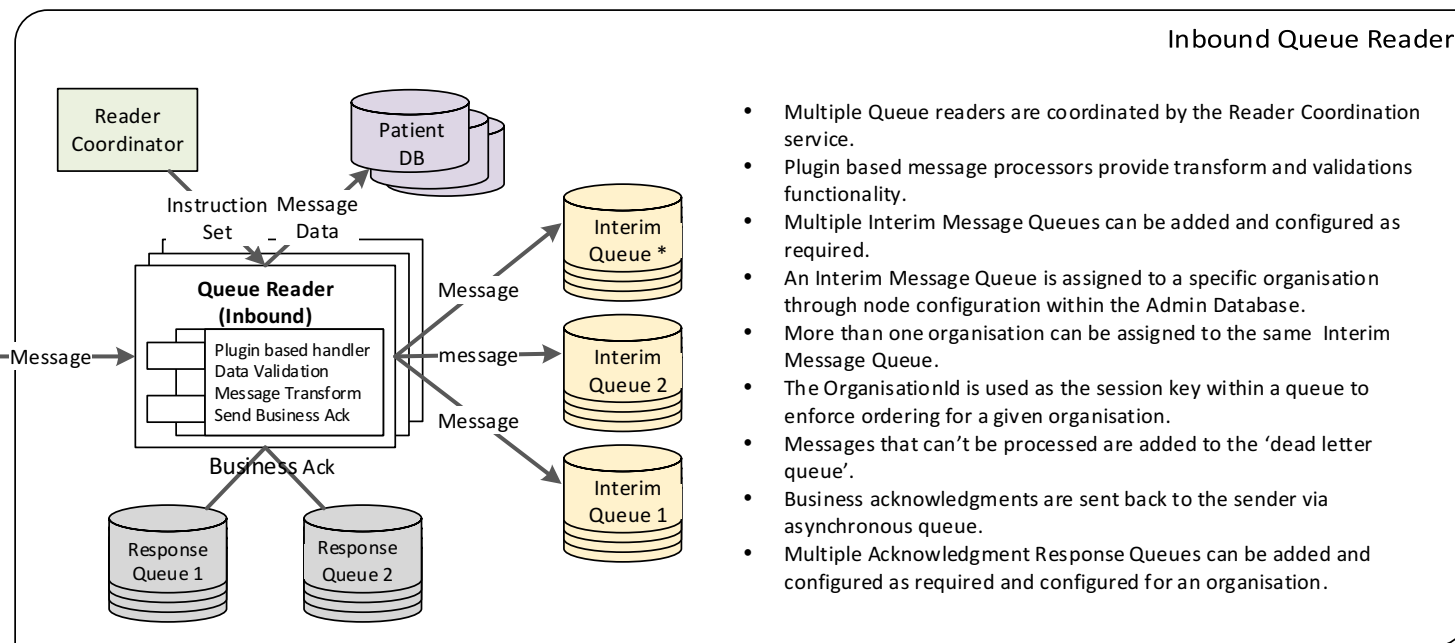 Inbound Queue Reader
Reader
Coordinator
Patient
DB
Instruction
Set
Message
Data
Queue Reader
(Inbound)
Plugin based handler
Data Validation
Message Transform
Send Business Ack
Message
Message
message
Message
Interim
Queue *
Interim
Queue 2
Interim
Queue 1
Business Ack
Response
Queue 1
Response
Queue 2
• Multiple Queue readers are coordinated by the Reader Coordination
service.
• Plugin based message processors provide transform and validations
functionality.
• Multiple Interim Message Queues can be added and configured as
required.
• An Interim Message Queue is assigned to a specific organisation
through node configuration within the Admin Database.
• More than one organisation can be assigned to the same Interim
Message Queue.
• The OrganisationId is used as the session key within a queue to
enforce ordering for a given organisation.
• Messages that can't be processed are added to the ‘dead letter
queue’.
• Business acknowledgments are sent back to the sender via
asynchronous queue.
• Multiple Acknowledgment Response Queues can be added and
configured as required and configured for an organisation.